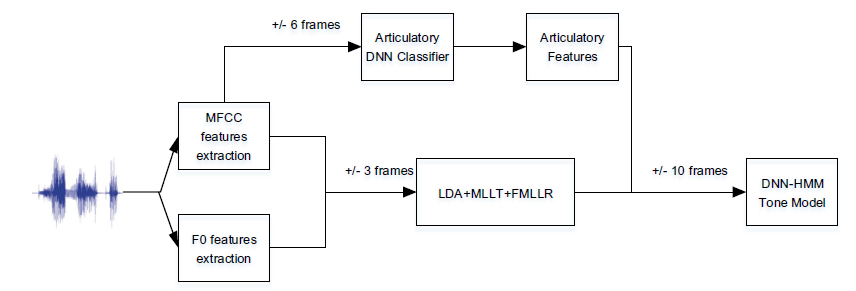 +/- 6 frames
Articulatory
DNN Classifier
Articulatory
Features
MFCC
features
extraction
+/- 3 frames
LDA+MLLT+FMLLR
+/- 10 frames
DNN-HMM
Tone Model
F0 features
extraction